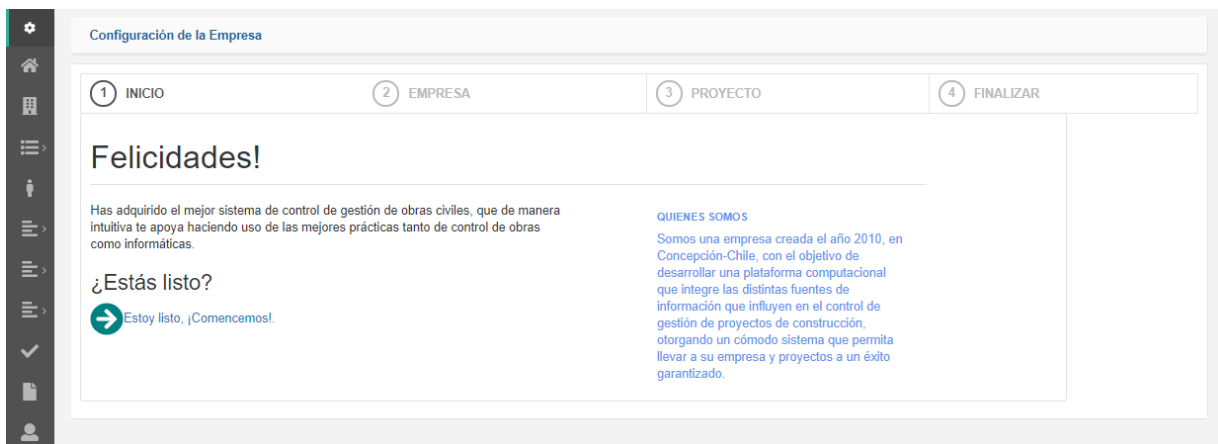 Configuración de la Empresa
1 INICIO
2 EMPRESA
3 PROYECTO
4 FINALIZAR
Felicidades!
Has adquirido el mejor sistema de control de gestión de obras civiles, que de manera
intuitiva te apoya haciendo uso de las mejores prácticas tanto de control de obras
como informáticas.
¿Estás listo?
Estoy listo, ¡Comencemos!.
QUIENES SOMOS
Somos una empresa creada el año 2010, en
Concepción-Chile, con el objetivo de
desarrollar una plataforma computacional
que integre las distintas fuentes de
información que influyen en el control de
gestión de proyectos de construcción,
otorgando un cómodo sistema que permita
llevar a su empresa y proyectos a un éxito
garantizado.